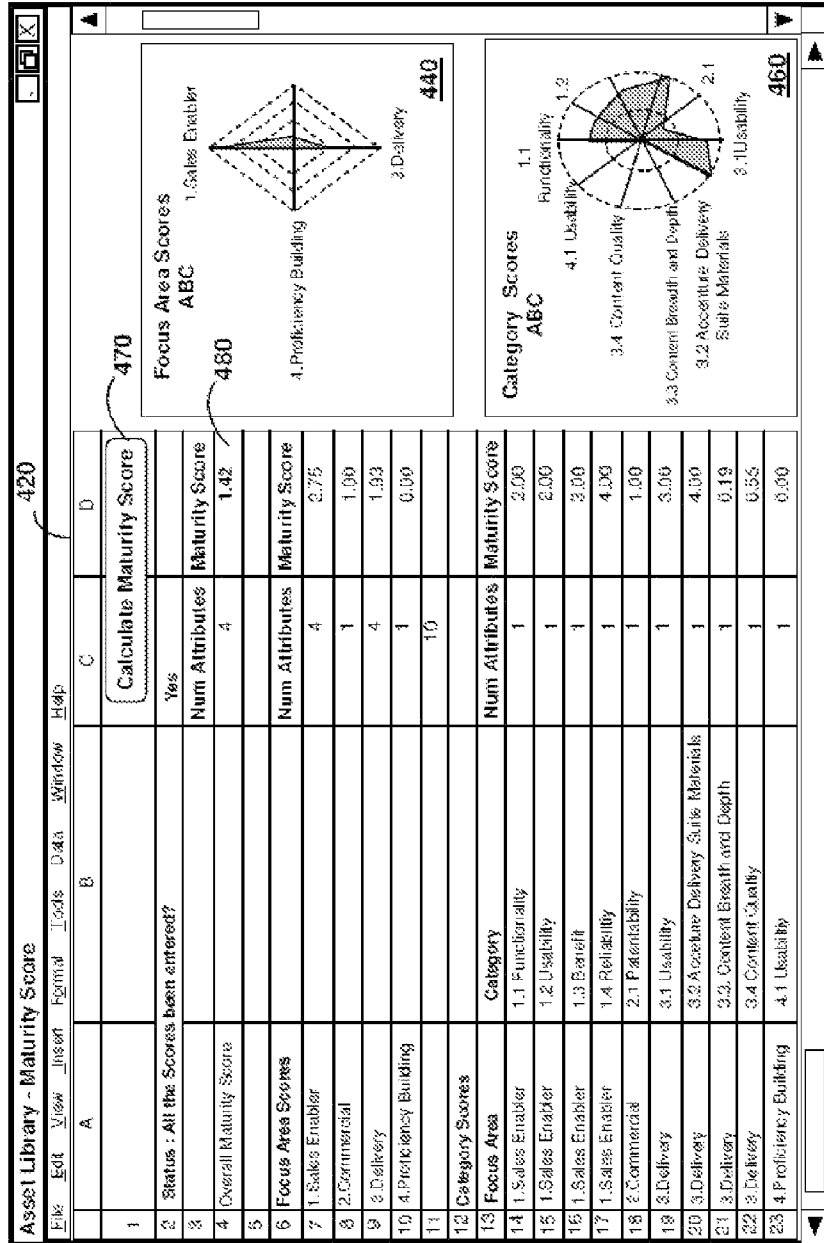 Asset Library - Maturity Score
420
File Edit View Insert Format Tools Data Window Help
A B C D
1 Calculate Maturity Score
470
2 Status : All the Scores been entered? Yes
3 Num Attributes Maturity Score
4 Overall Maturity Score 4 1.42
480
5
6 Focus Area Scores Num Attributes Maturity Score
7 1.Sales Enabler 4 2.75
8 2.Commercial 1 1.00
9 3.Delivery 4 1.93
10 4.Proficiency Building 1 0.00
11 10
12 Category Scores
13 Focus Area Category Num Attributes Maturity Score
14 1.Sales Enabler 1.1 Functionality 1 2.00
15 1.Sales Enabler 1.2 Usability 1 2.00
16 1.Sales Enabler 1.3 Benefit 1 3.00
17 1.Sales Enabler 1.4 Reliability 1 4.00
18 2.Commercial 2.1 Patentability 1 1.00
19 3.Delivery 3.1 Usability 1 3.00
20 3.Delivery 3.2 Accenture Delivery Suite Materials 1 4.00
21 3.Delivery 3.3. Content Breath and Depth 1 0.19
22 3.Delivery 3.4 Content Quality 1 0.55
23 4.Proficiency Building 4.1 Usability 1 0.00
Focus Area Scores
ABC
1.Sales Enabler
4.Proficiency Building
3.Delivery
440
Category Scores
ABC
1.1
Functionality
1.2
4.1 Usability
3.4 Content Quality
3.3 Content Breadth and Depth
3.2 Accenture Delivery
Suite Materials
3.1Usability
2.1
460